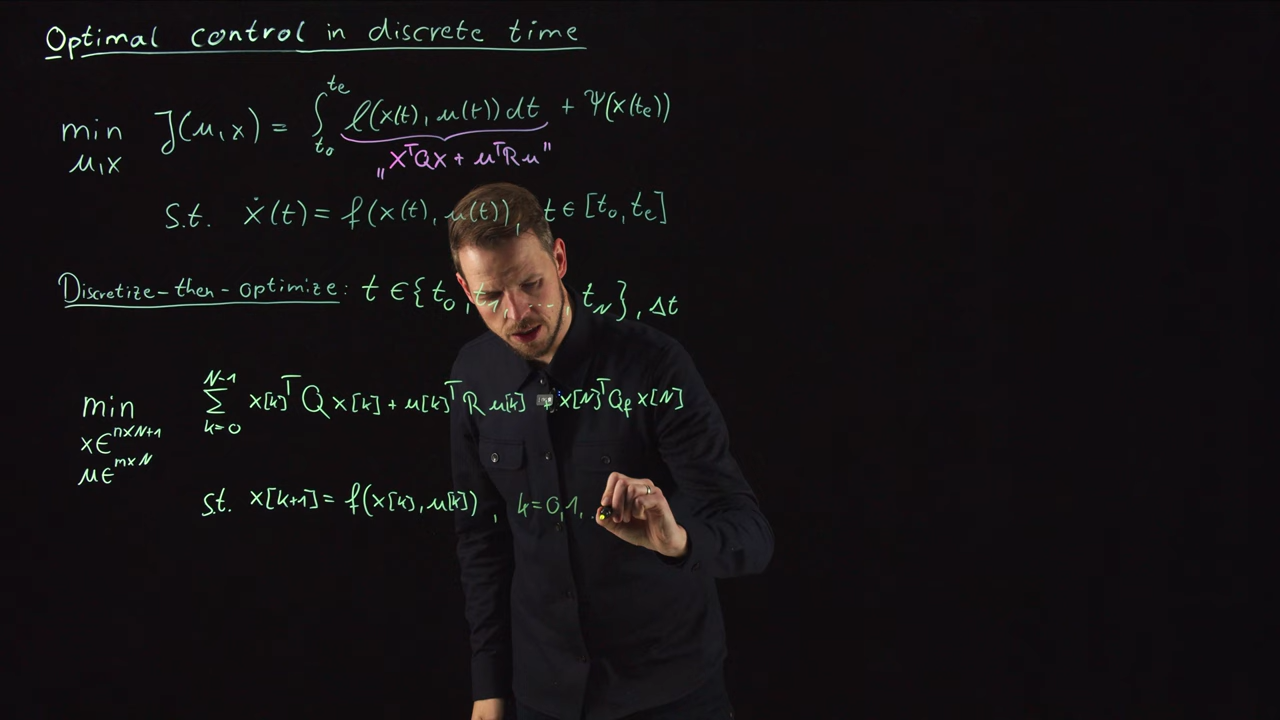 Optimal control in discrete time
min J(u,x) = ∫ l(x(t), u(t)) dt + Ψ(x(te))
te
t0
u,x
"xᵀQx + uᵀRu"
s.t. ẋ(t) = f(x(t), u(t)), t ∈ [t0, te]
Discretize-then-optimize: t ∈ {t0, t1, ..., tN}, Δt
N-1
min Σ x[k]ᵀ Q x[k] + u[k]ᵀ R u[k] + x[N]ᵀ Qf x[N]
k=0
x∈ n×N+1
u∈ m×N
s.t. x[k+1] = f(x[k], u[k]), k=0,1,.